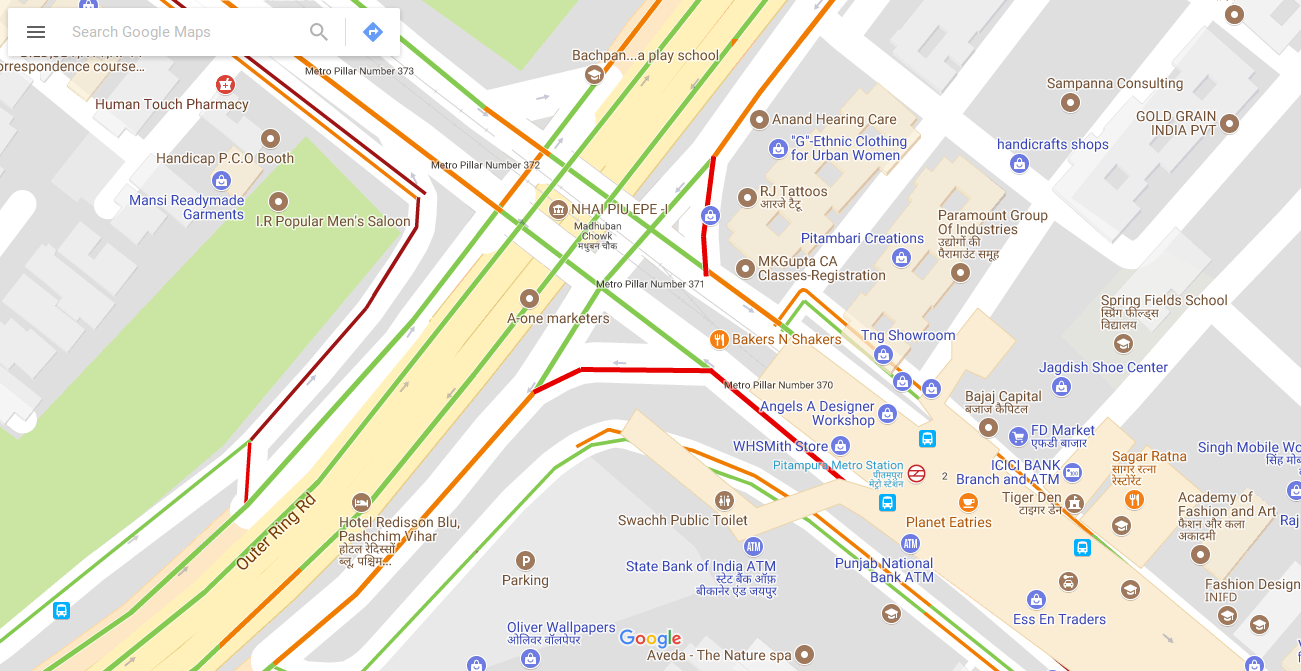 Search Google Maps
orrespondence course...
Metro Pillar Number 373
Bachpan...a play school
Human Touch Pharmacy
Sampanna Consulting
GOLD GRAIN
INDIA PVT
Anand Hearing Care
"G"-Ethnic Clothing
for Urban Women
handicrafts shops
Handicap P.C.O Booth
Metro Pillar Number 372
Mansi Readymade
Garments
I.R Popular Men's Saloon
RJ Tattoos
आरजे टैटू
NHAI PIU EPE -I
Madhuban
Chowk
मधुबन चौक
Paramount Group
Of Industries
उद्योगों की
पैरामाउंट समूह
Pitambari Creations
MKGupta CA
Classes-Registration
Metro Pillar Number 371
A-one marketers
Spring Fields School
स्प्रिंग फील्ड्स
विद्यालय
Bakers N Shakers
Tng Showroom
Jagdish Shoe Center
Metro Pillar Number 370
Angels A Designer
Workshop
Bajaj Capital
बजाज कैपिटल
FD Market
एफडी बाजार
WHSMith Store
Pitampura Metro Station
पीतमपुरा
मेट्रो स्टेशन
2
ICICI BANK
Branch and ATM
Sagar Ratna
सागर रत्ना
रेस्टोरेंट
Singh Mobile Wo
सिंह मोब
Tiger Den
टाइगर डेन
Academy of
Fashion and Art
फैशन और कला
अकादमी
Raj
Outer Ring Rd
Hotel Redisson Blu,
Pashchim Vihar
होटल रेदिस्सों
ब्लू, पश्चिम...
Swachh Public Toilet
Planet Eatries
P
Parking
ATM
State Bank of India ATM
स्टेट बैंक ऑफ़
बीकानेर एंड जयपुर
ATM
Punjab National
Bank ATM
Fashion Design
INIFD
Ess En Traders
Oliver Wallpapers
ओलिवर वॉलपेपर
Google
Aveda - The Nature spa